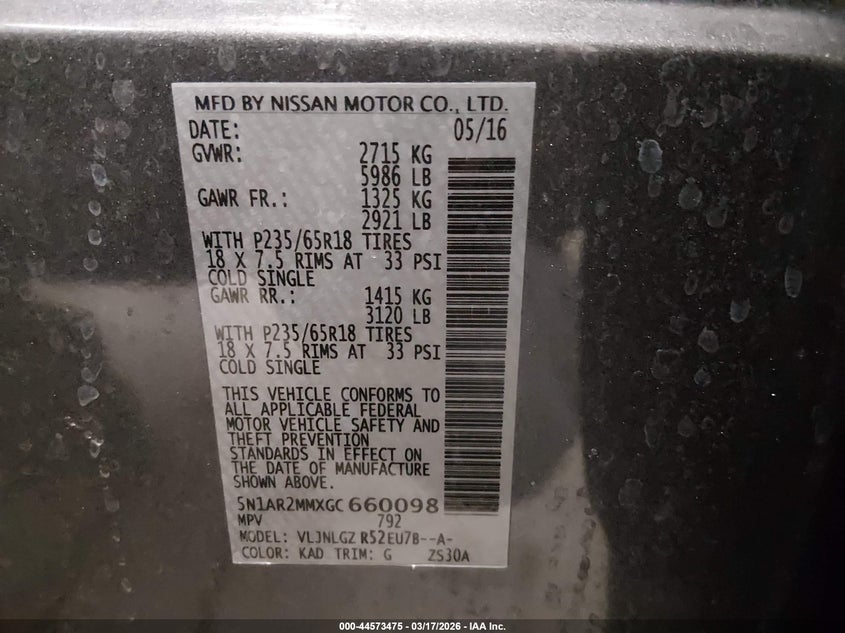 MFD BY NISSAN MOTOR CO., LTD.
DATE: 05/16
GVWR: 2715 KG
5986 LB
GAWR FR.: 1325 KG
2921 LB
WITH P235/65R18 TIRES
18 X 7.5 RIMS AT 33 PSI
COLD SINGLE
GAWR RR.: 1415 KG
3120 LB
WITH P235/65R18 TIRES
18 X 7.5 RIMS AT 33 PSI
COLD SINGLE
THIS VEHICLE CONFORMS TO
ALL APPLICABLE FEDERAL
MOTOR VEHICLE SAFETY AND
THEFT PREVENTION
STANDARDS IN EFFECT ON
THE DATE OF MANUFACTURE
SHOWN ABOVE.
5N1AR2MMXGC660098
MPV 792
MODEL: VLJNLGZ R52EU7B--A-
COLOR: KAD TRIM: G ZS30A
000-44573475 - 03/17/2026 - IAA Inc.